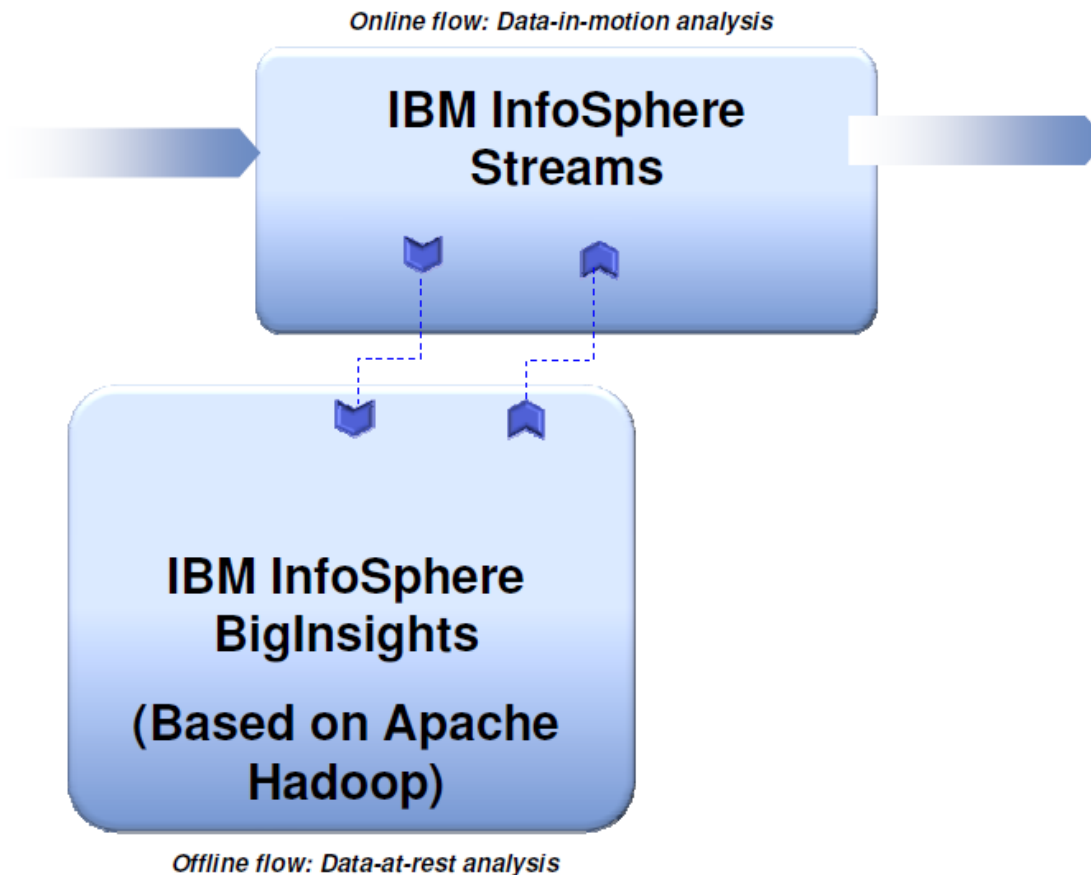 Online flow: Data-in-motion analysis
IBM InfoSphere
Streams
IBM InfoSphere
BigInsights
(Based on Apache
Hadoop)
Offline flow: Data-at-rest analysis